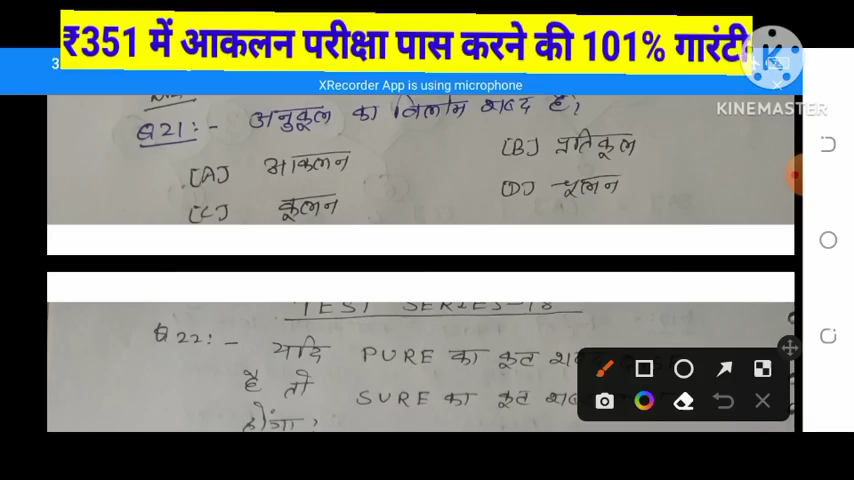 ₹351 में आकलन परीक्षा पास करने की 101% गारंटी
XRecorder App is using microphone
KINEMASTER
Q21:- अनुकूल का विलोम शब्द है।
[A] आकलन [B] प्रतिकूल
[C] कूलन [D] धूलन
TEST SERIES-18
Q22:- यदि PURE का कूट
है तो SURE का कूट
होगा?